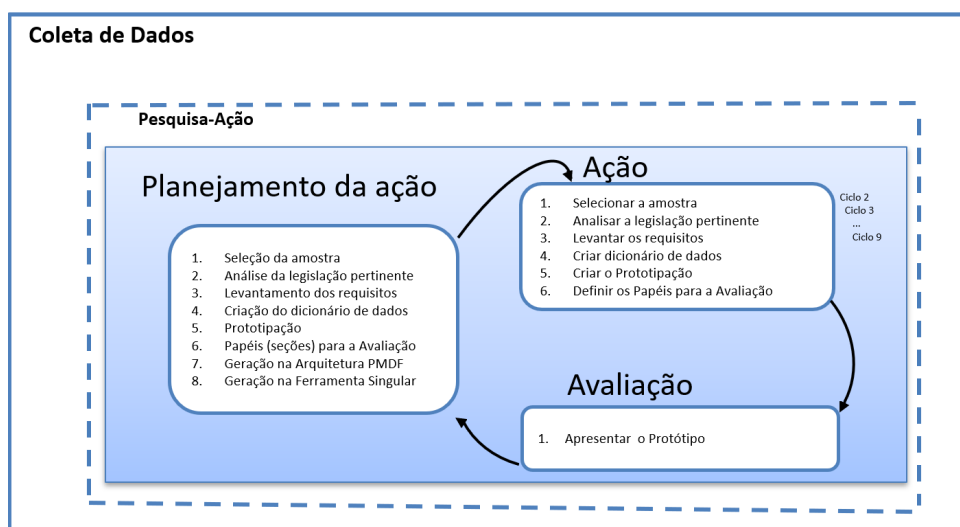 Coleta de Dados
Pesquisa-Ação
Planejamento da ação
1. Seleção da amostra
2. Análise da legislação pertinente
3. Levantamento dos requisitos
4. Criação do dicionário de dados
5. Prototipação
6. Papéis (seções) para a Avaliação
7. Geração na Arquitetura PMDF
8. Geração na Ferramenta Singular
Ação
1. Selecionar a amostra
2. Analisar a legislação pertinente
3. Levantar os requisitos
4. Criar dicionário de dados
5. Criar o Prototipação
6. Definir os Papéis para a Avaliação
Ciclo 2
Ciclo 3
...
Ciclo 9
Avaliação
1. Apresentar o Protótipo